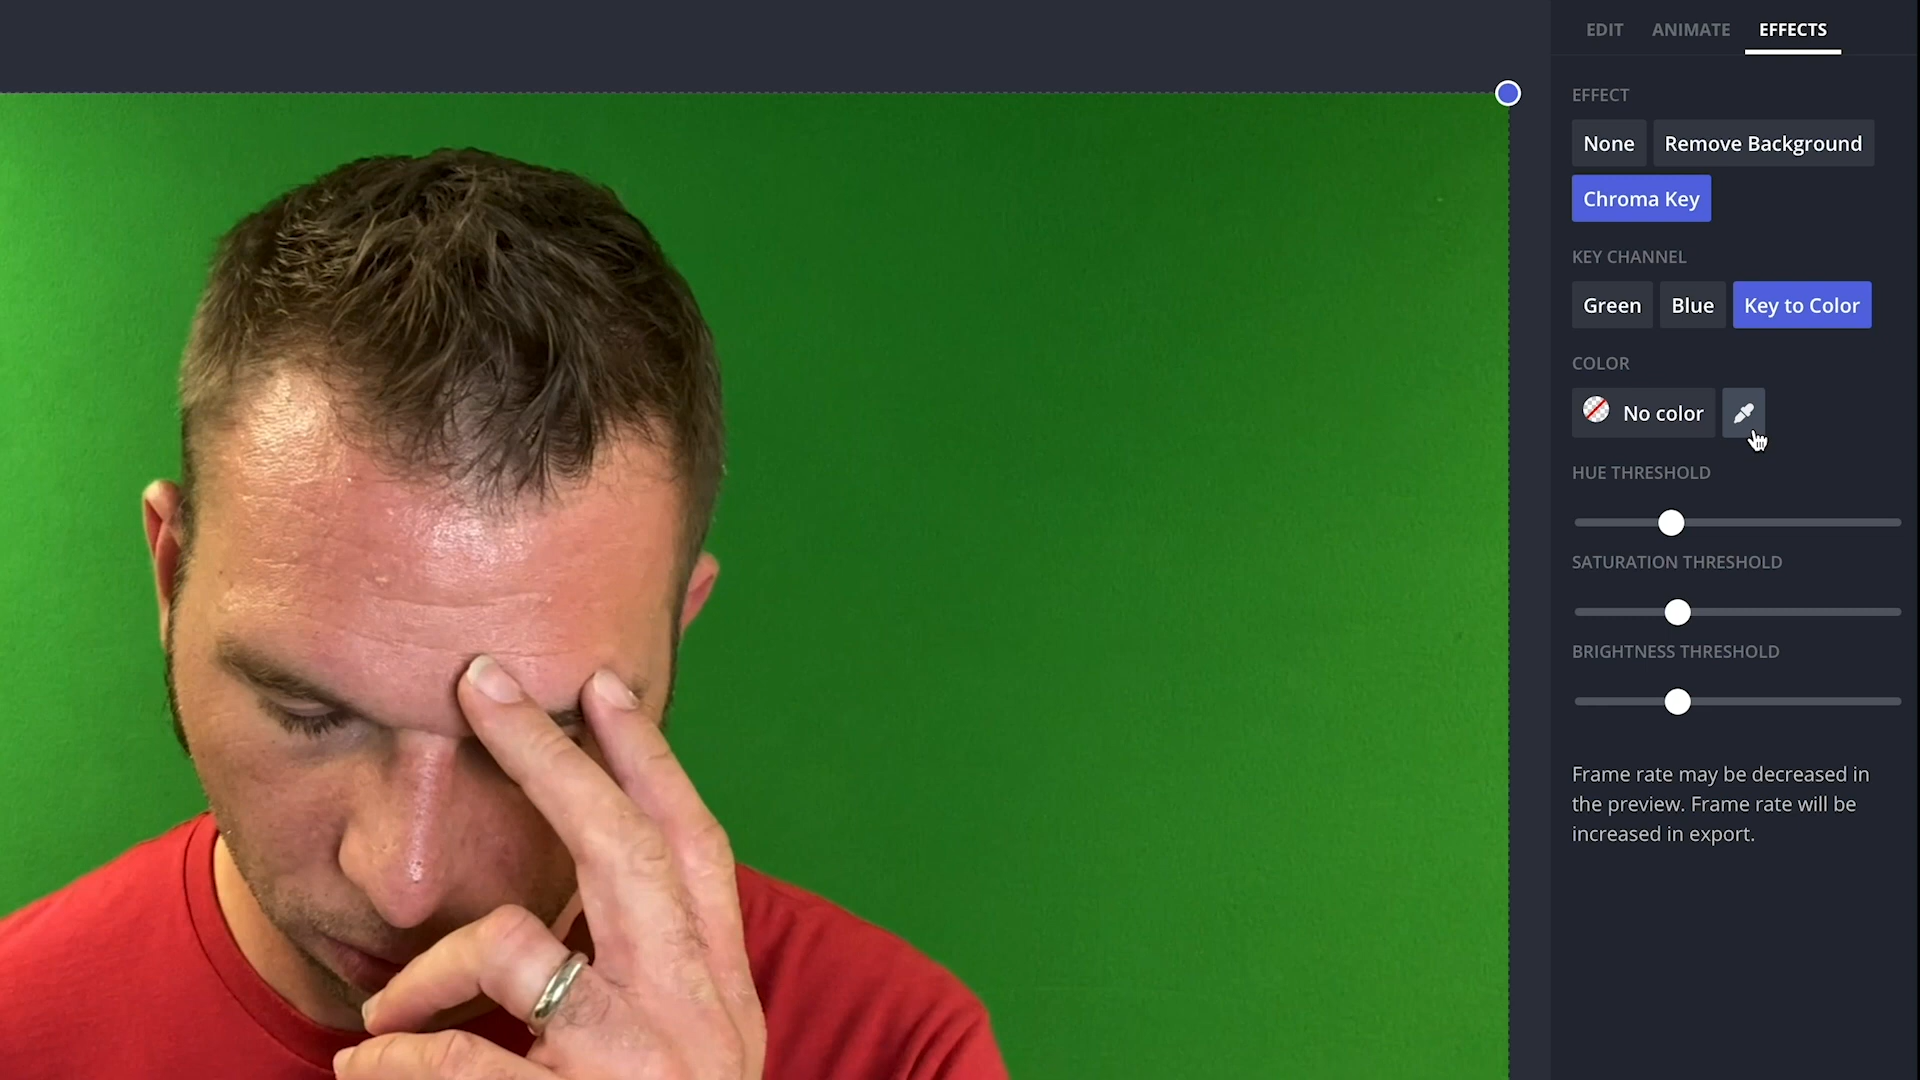 EDIT ANIMATE EFFECTS
EFFECT
None Remove Background
Chroma Key
KEY CHANNEL
Green Blue Key to Color
COLOR
No color
HUE THRESHOLD
SATURATION THRESHOLD
BRIGHTNESS THRESHOLD
Frame rate may be decreased in
the preview. Frame rate will be
increased in export.